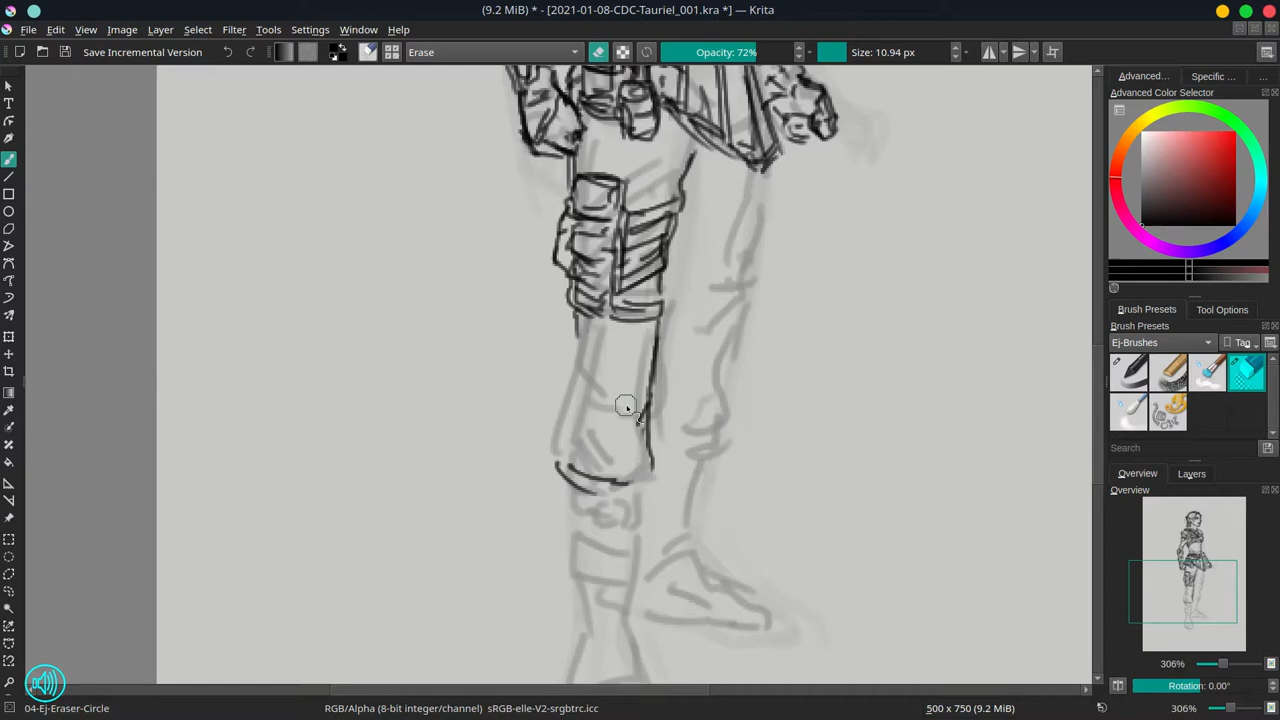 (9.2 MiB) * - [2021-01-08-CDC-Tauriel_001.kra *] — Krita
File Edit View Image Layer Select Filter Tools Settings Window Help
Save Incremental Version Erase Opacity: 72% Size: 10.94 px
Advanced... Specific ... ...
Advanced Color Selector
Brush Presets Tool Options
Brush Presets
Ej-Brushes Tag
Search
Overview Layers
Overview
306%
Rotation: 0.00°
04-Ej-Eraser-Circle RGB/Alpha (8-bit integer/channel) sRGB-elle-V2-srgbtrc.icc 500 x 750 (9.2 MiB) 306%